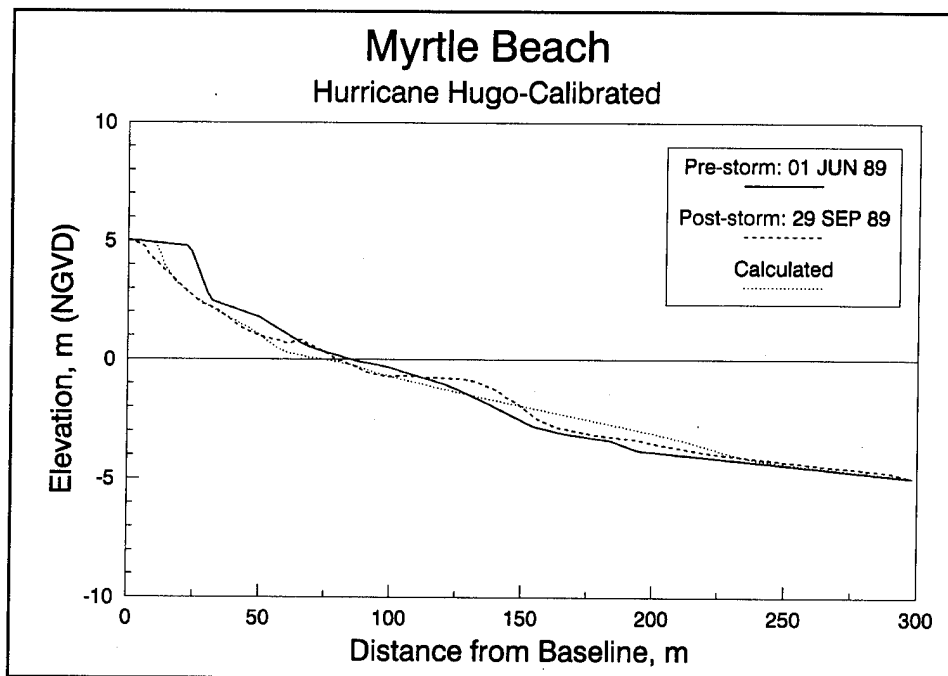 Myrtle Beach
Hurricane Hugo-Calibrated
Pre-storm: 01 JUN 89
Post-storm: 29 SEP 89
Calculated
Elevation, m (NGVD)
10
5
0
-5
-10
0
50
100
150
200
250
300
Distance from Baseline, m